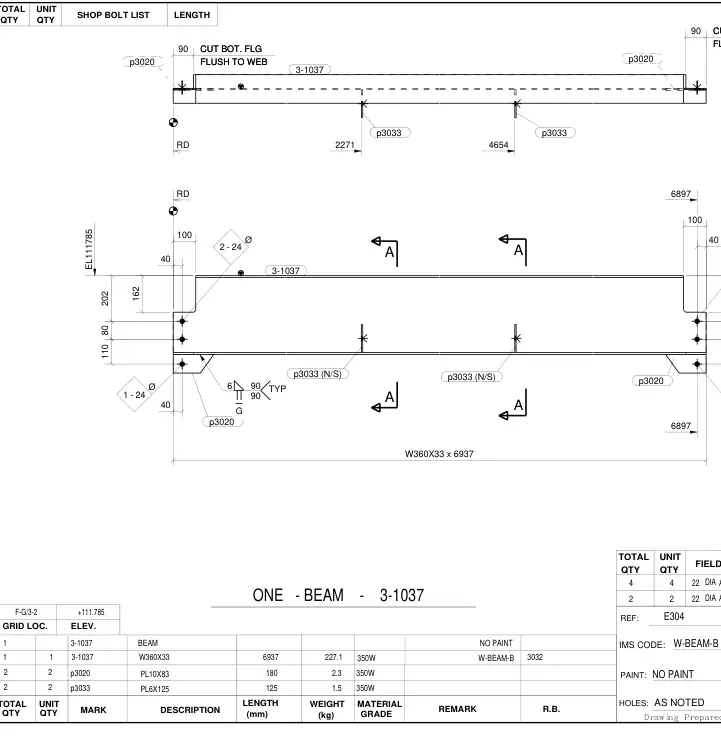 TOTAL QTY UNIT QTY SHOP BOLT LIST LENGTH
90 CUT BOT. FLG 90
FLUSH TO WEB
p3020 3-1037 p3020
p3033 p3033
RD 2271 4654
RD 6897
100 2 - 24 Ø A A 100
EL111785 40 3-1037 40
202 162
80
110
p3033 (N/S) p3033 (N/S) p3020
1 - 24 Ø 6 90 TYP
90
40 G A A
p3020 6897
W360X33 x 6937
ONE - BEAM - 3-1037
TOTAL QTY UNIT QTY FIELD
4 4 22 DIA
2 2 22 DIA
REF: E304
IMS CODE: W-BEAM-B
PAINT: NO PAINT
HOLES: AS NOTED
Drawing Prepared
F-G/3-2 +111.785
GRID LOC. ELEV.
1 3-1037 BEAM NO PAINT
1 1 3-1037 W360X33 6937 227.1 350W W-BEAM-B 3032
2 2 p3020 PL10X83 180 2.3 350W
2 2 p3033 PL6X125 125 1.5 350W
TOTAL QTY UNIT QTY MARK DESCRIPTION LENGTH (mm) WEIGHT (kg) MATERIAL GRADE REMARK R.B.